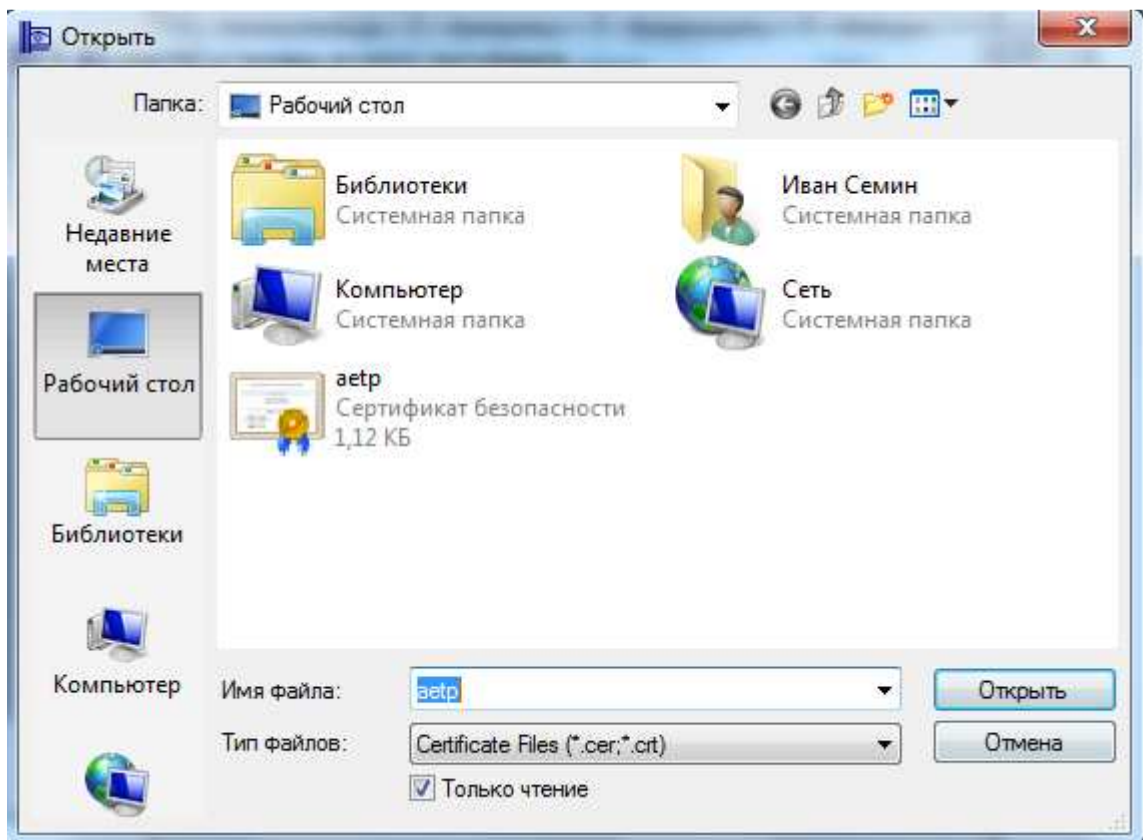 Открыть
Папка:
Рабочий стол
Недавние
места
Рабочий стол
Библиотеки
Компьютер
Библиотеки
Системная папка
Иван Семин
Системная папка
Компьютер
Системная папка
Сеть
Системная папка
aetp
Сертификат безопасности
1,12 КБ
Имя файла:
aetp
Открыть
Тип файлов:
Certificate Files (*.cer;*.crt)
Отмена
Только чтение